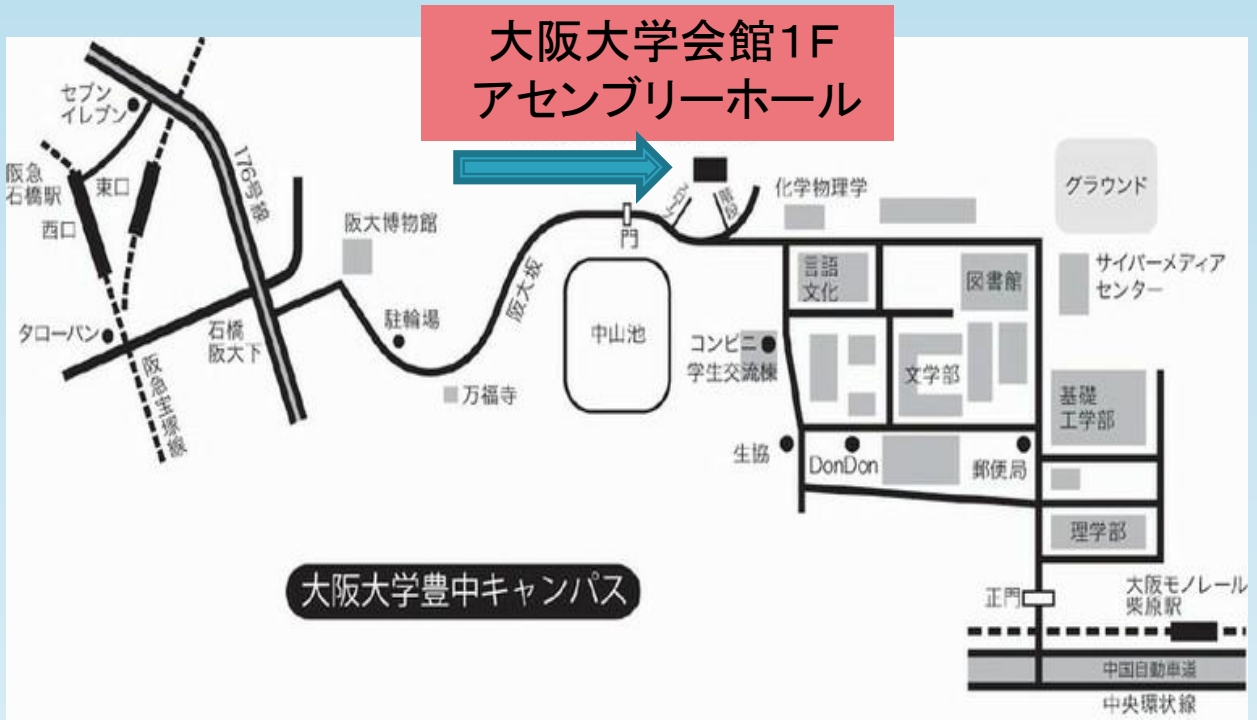 大阪大学会館1F
アセンブリーホール
セブン
イレブン
阪急
石橋駅
東口
西口
176号線
阪大博物館
門
化学物理学
グラウンド
言語
文化
図書館
サイバーメディア
センター
タローパン
石橋
阪大下
阪急宝塚線
駐輪場
阪大坂
万福寺
中山池
コンビニ
学生交流棟
文学部
基礎
工学部
生協
DonDon
郵便局
理学部
大阪大学豊中キャンパス
正門
大阪モノレール
柴原駅
中国自動車道
中央環状線